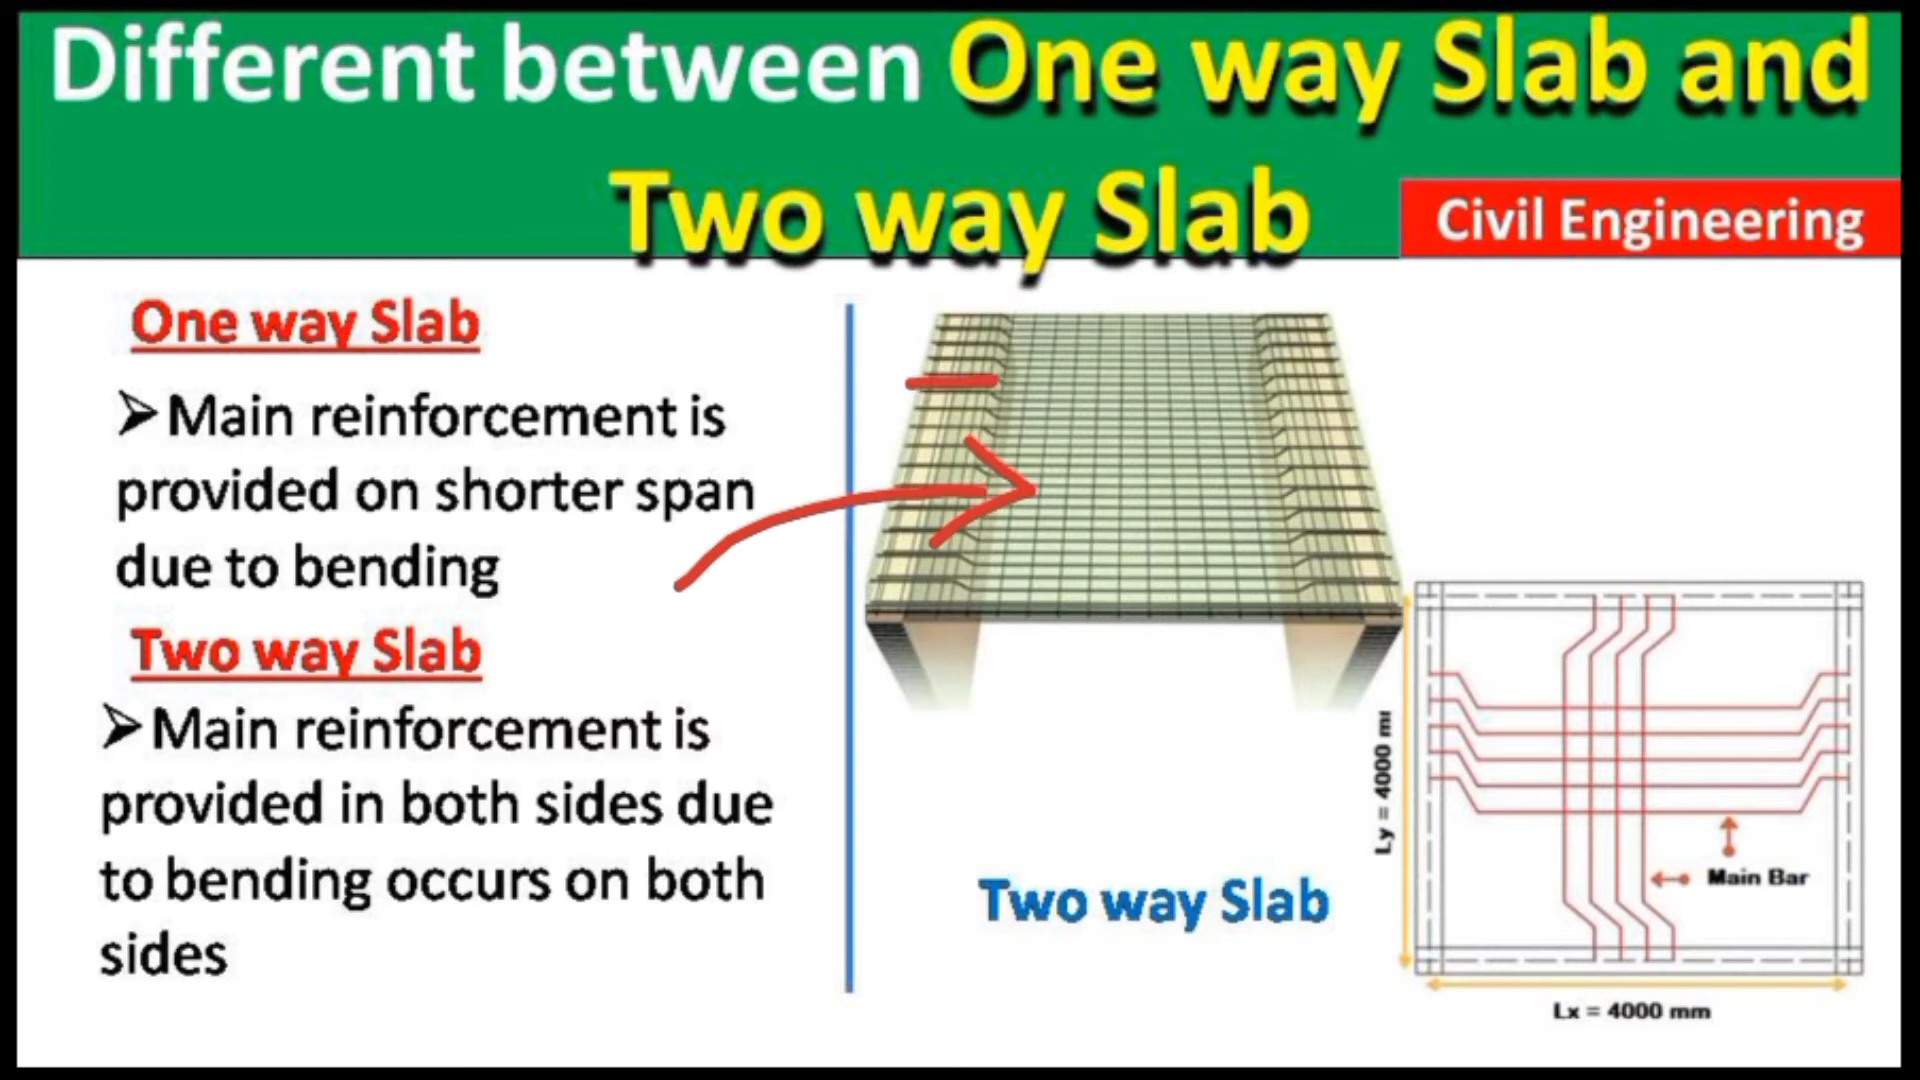 Different between One way Slab and
Two way Slab
Civil Engineering
One way Slab
➢Main reinforcement is
provided on shorter span
due to bending
Two way Slab
➢Main reinforcement is
provided in both sides due
to bending occurs on both
sides
Two way Slab
Ly = 4000 m
Main Bar
Lx = 4000 mm